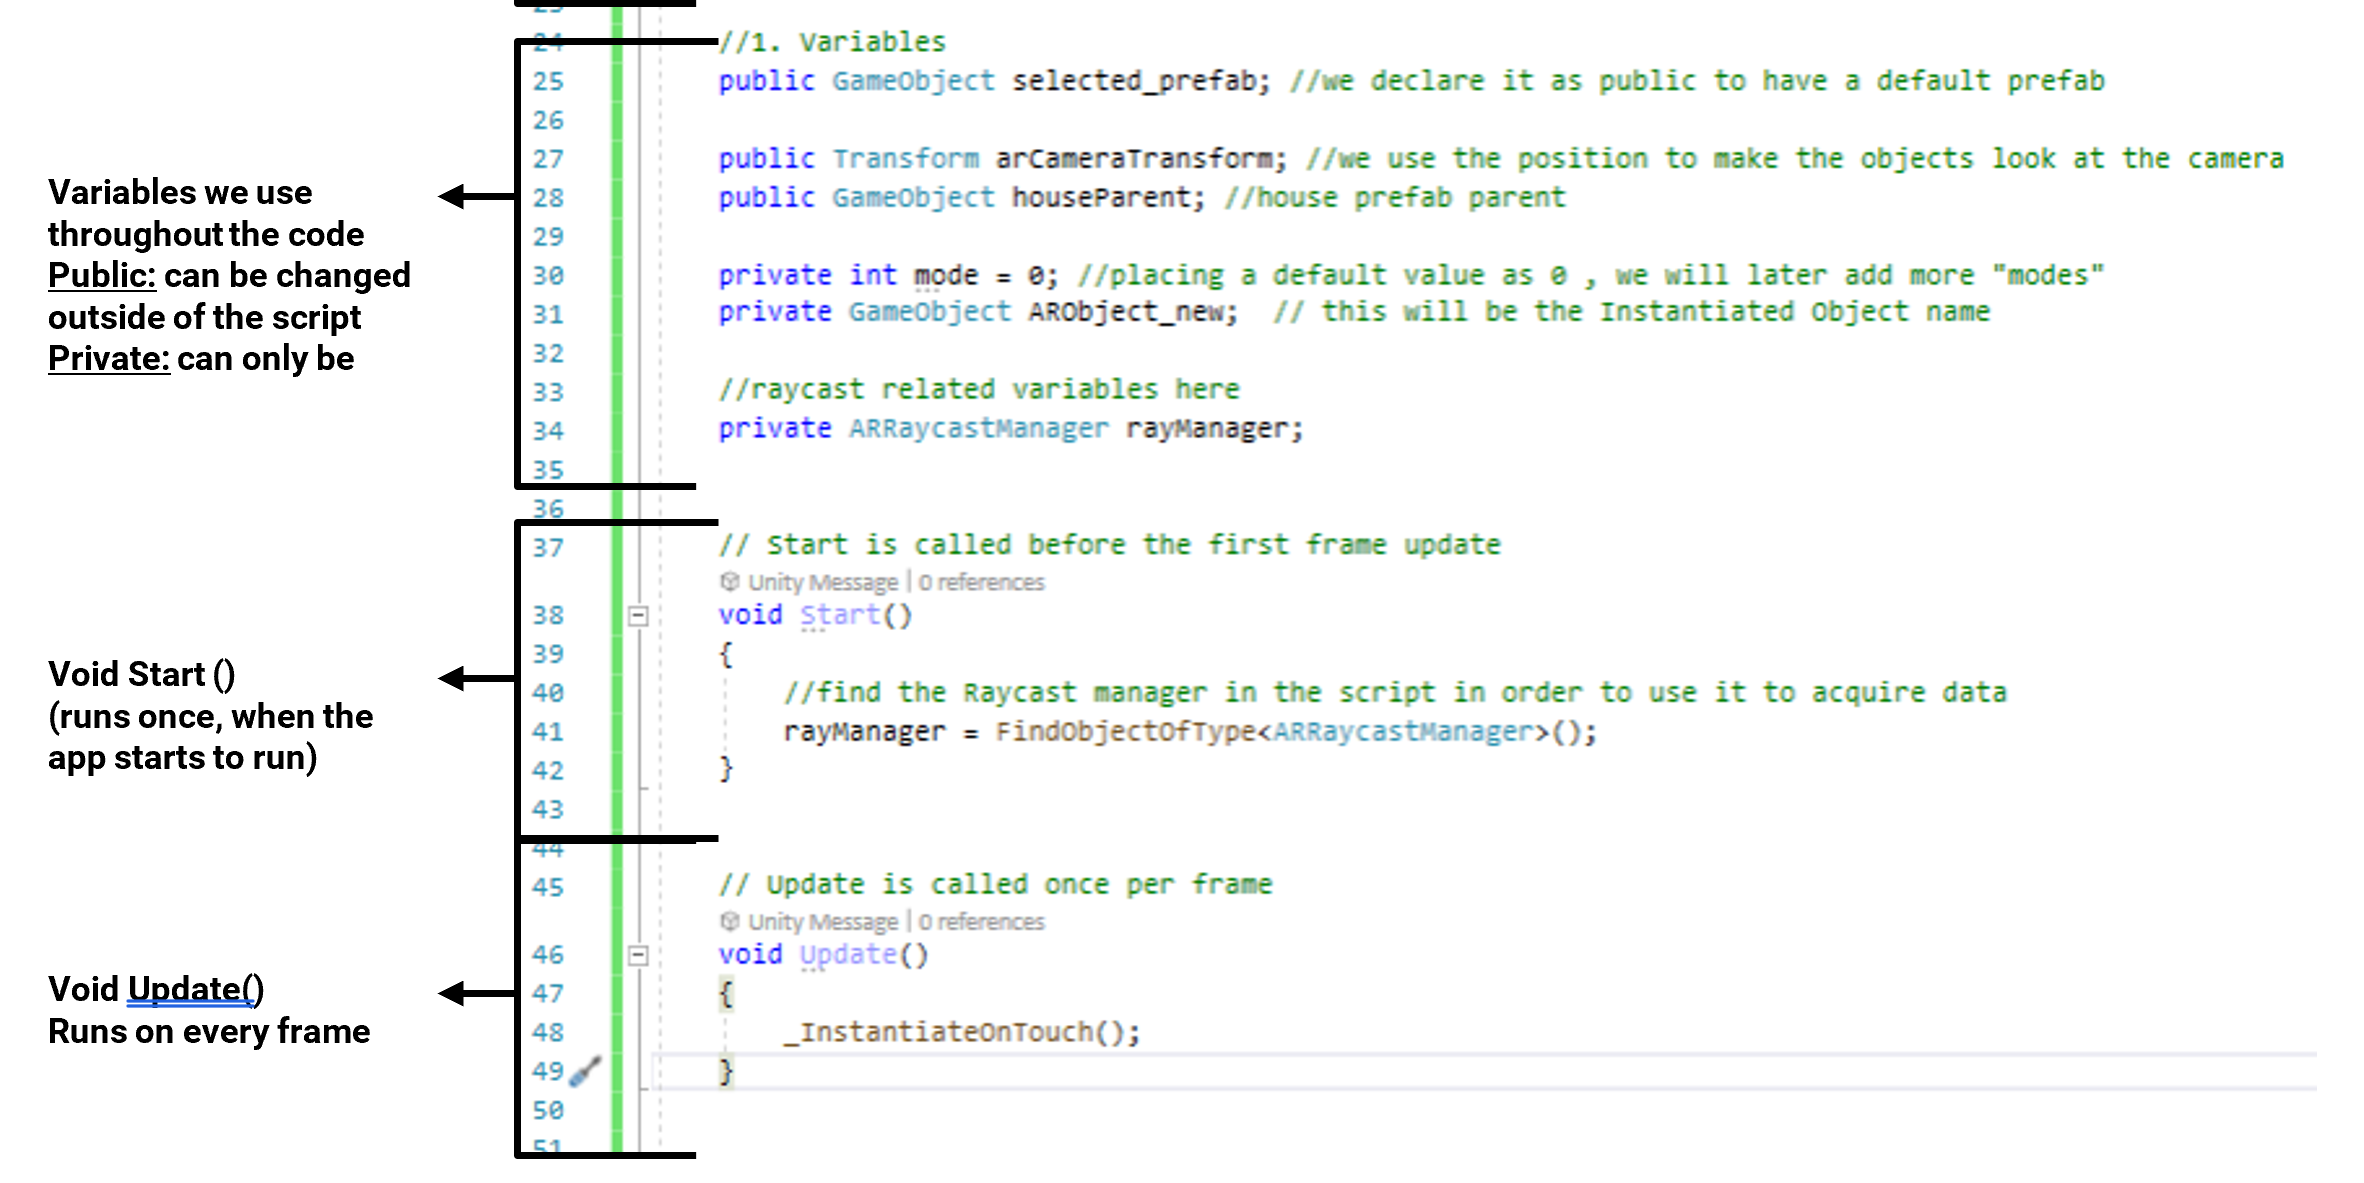 23
24 //1. Variables
25 public GameObject selected_prefab; //we declare it as public to have a default prefab
26
27 public Transform arCameraTransform; //we use the position to make the objects look at the camera
28 public GameObject houseParent; //house prefab parent
29
30 private int mode = 0; //placing a default value as 0 , we will later add more "modes"
31 private GameObject ARObject_new;  // this will be the Instantiated Object name
32
33 //raycast related variables here
34 private ARRaycastManager rayManager;
35
Variables we use
throughout the code
Public: can be changed
outside of the script
Private: can only be
36
37 // Start is called before the first frame update
Unity Message | 0 references
38 void Start()
39 {
40 //find the Raycast manager in the script in order to use it to acquire data
41 rayManager = FindObjectOfType<ARRaycastManager>();
42 }
43
Void Start ()
(runs once, when the
app starts to run)
44
45 // Update is called once per frame
Unity Message | 0 references
46 void Update()
47 {
48 _InstantiateOnTouch();
49 }
50
51
Void Update()
Runs on every frame